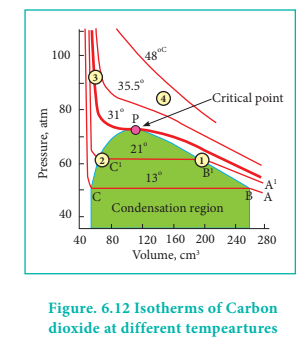 48°C
100
3
35.5°
4
Critical point
80
31°
P
Pressure, atm
21°
60
2
C¹
1
B¹
13°
A¹
C
B
A
Condensation region
40
40 80 120 160 200 240 280
Volume, cm³
Figure. 6.12 Isotherms of Carbon
dioxide at different tempeartures